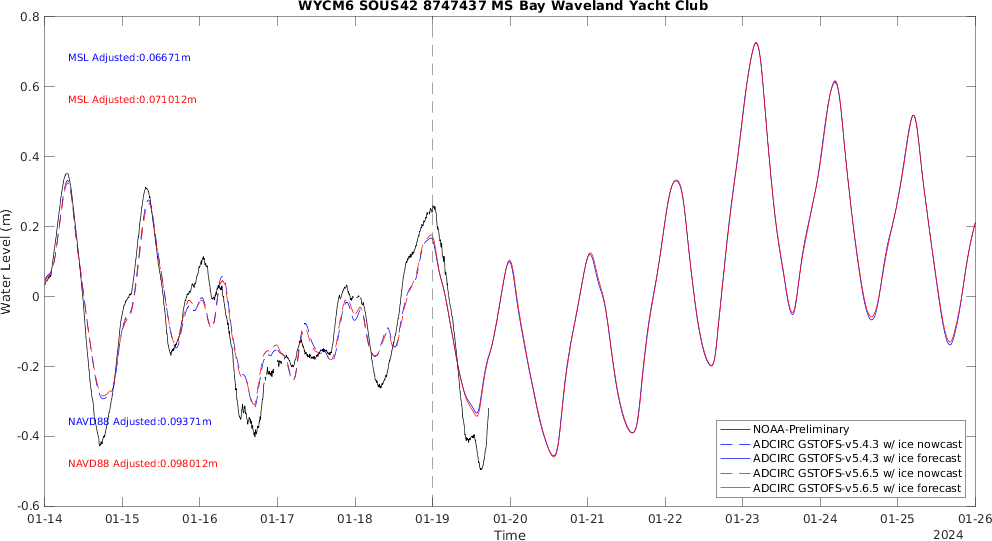 WYCM6 SOUS42 8747437 MS Bay Waveland Yacht Club
0.8
0.6
0.4
0.2
0
-0.2
-0.4
-0.6
Water Level (m)
MSL Adjusted:0.06671m
MSL Adjusted:0.071012m
NAVD88 Adjusted:0.09371m
NAVD88 Adjusted:0.098012m
NOAA-Preliminary
ADCIRC GSTOFS-v5.4.3 w/ ice nowcast
ADCIRC GSTOFS-v5.4.3 w/ ice forecast
ADCIRC GSTOFS-v5.6.5 w/ ice nowcast
ADCIRC GSTOFS-v5.6.5 w/ ice forecast
01-14 01-15 01-16 01-17 01-18 01-19 01-20 01-21 01-22 01-23 01-24 01-25 01-26
Time
2024